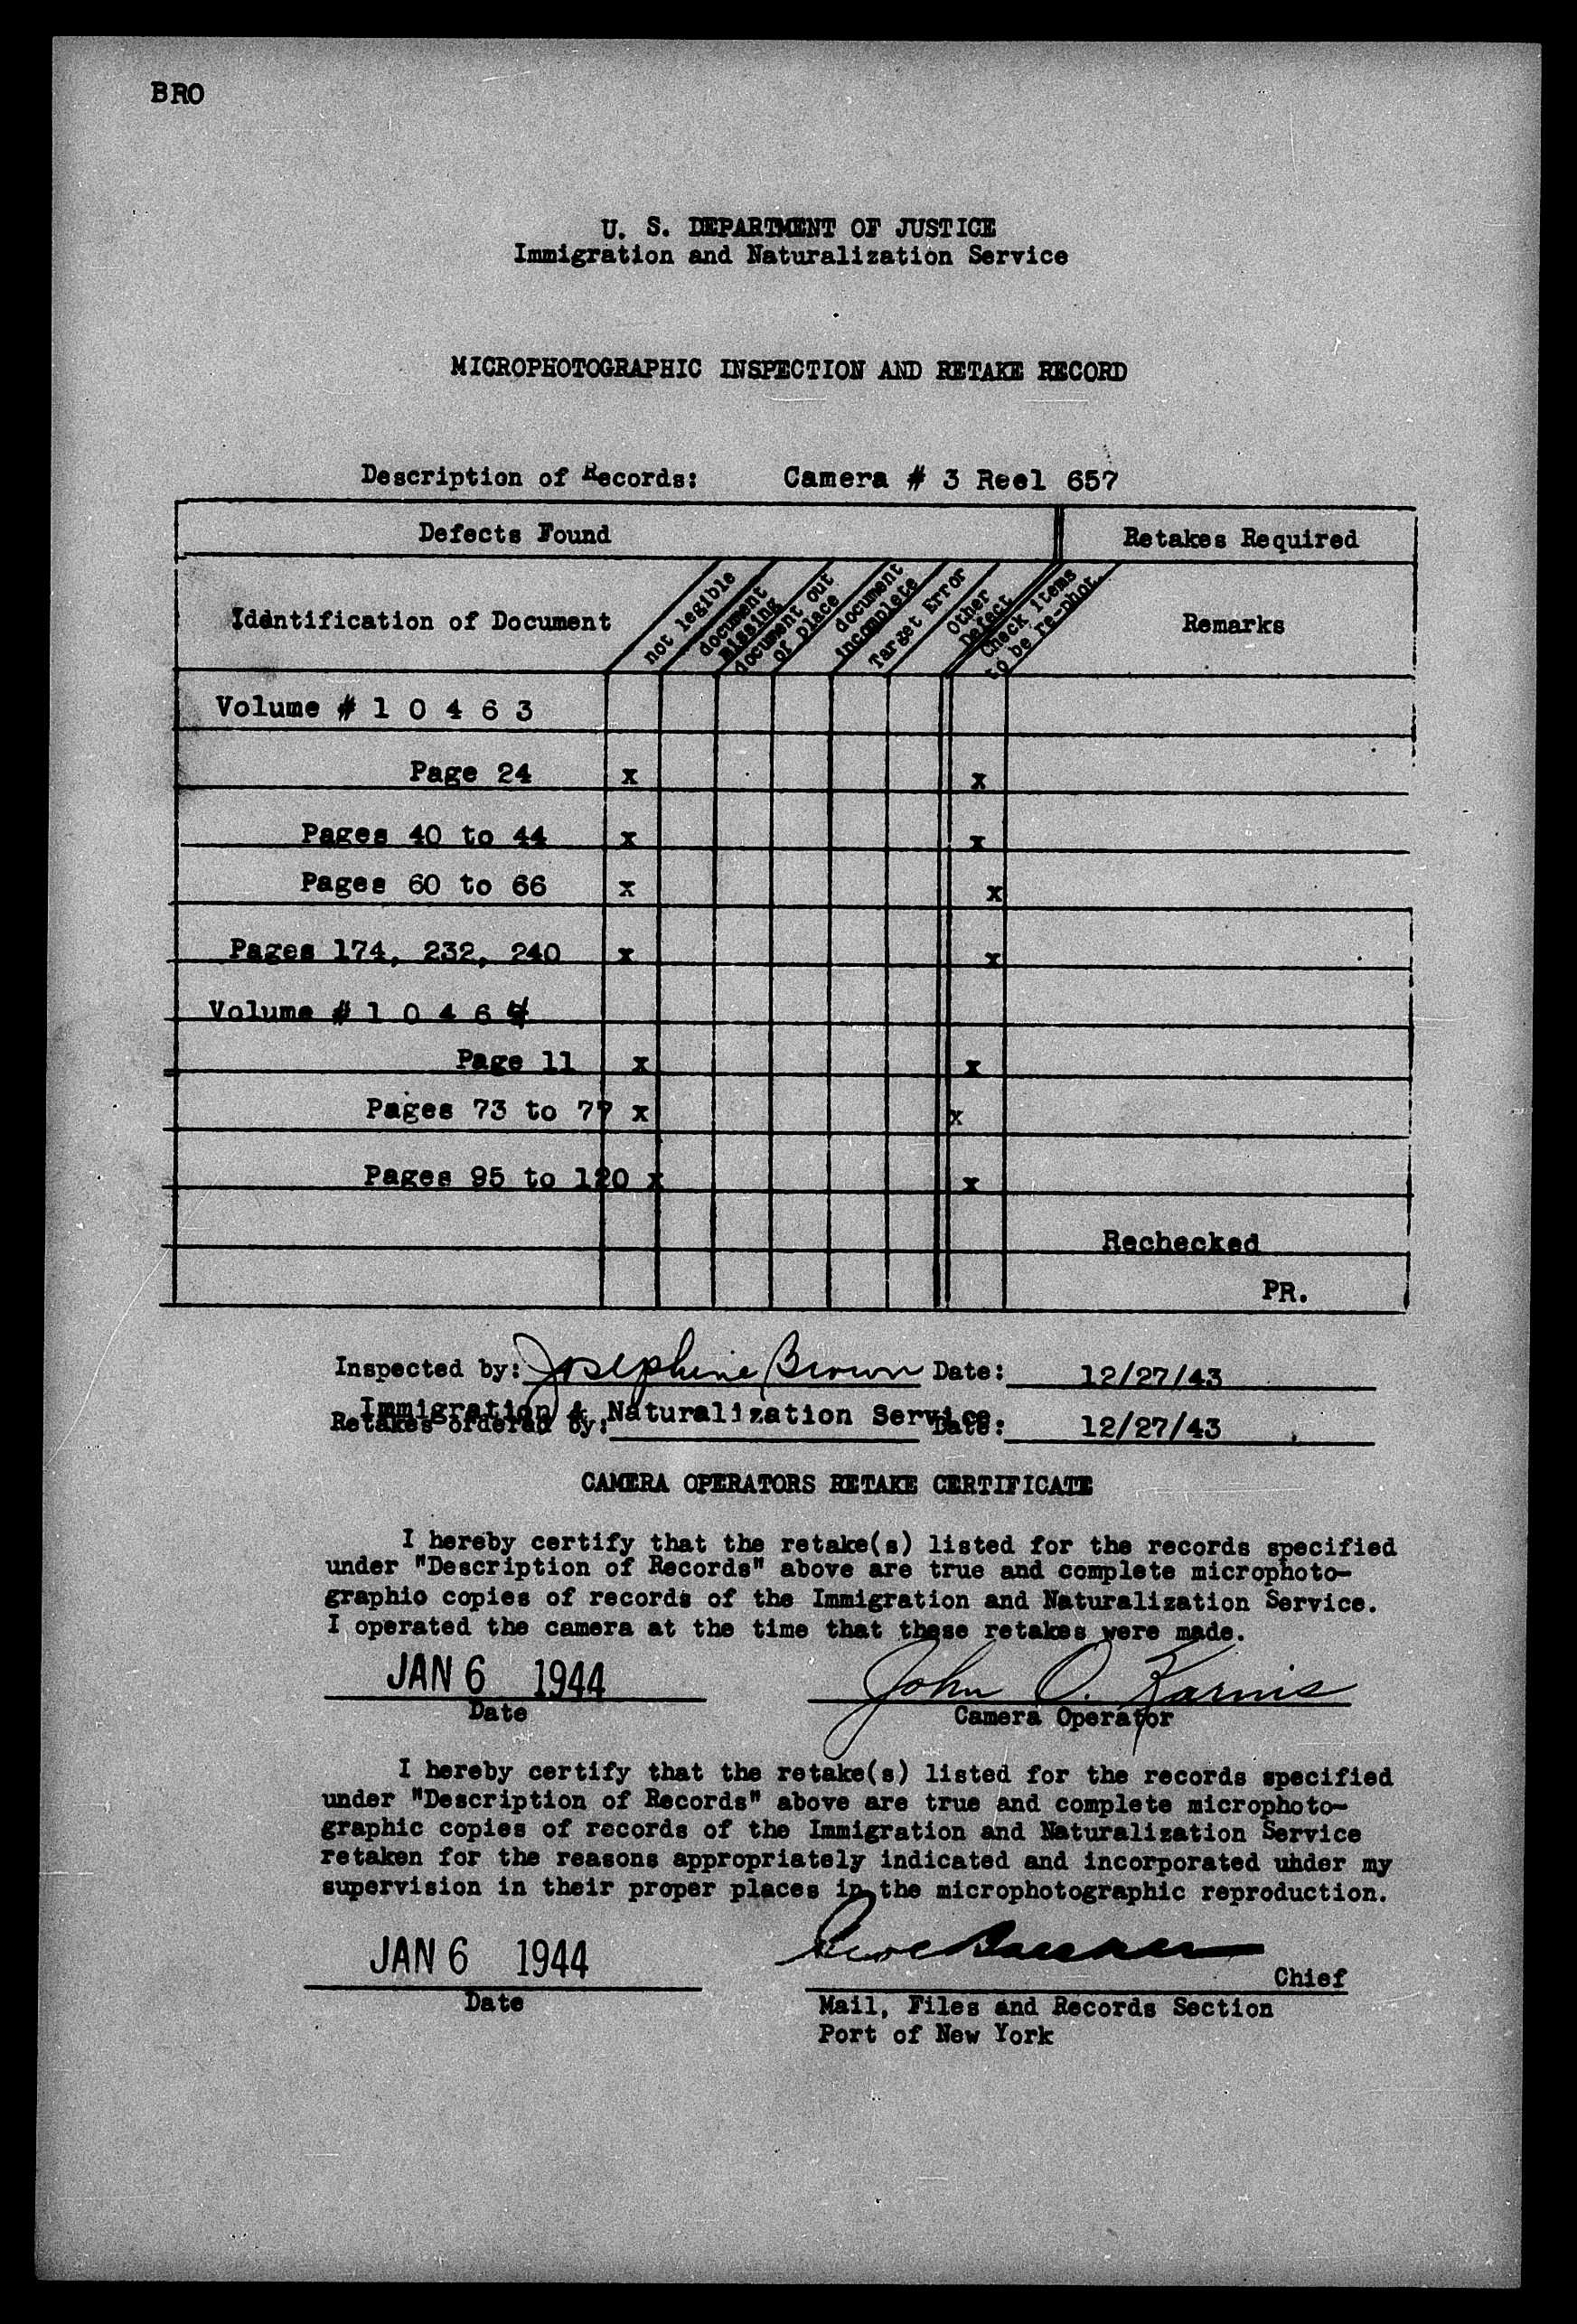 BRO
U. S. DEPARTMENT OF JUSTICE
Immigration and Naturalization Service
MICROPHOTOGRAPHIC INSPECTION AND RETAKE RECORD
Description of Records: Camera # 3 Reel 657
Defects Found Retakes Required
Identification of Document not legible document missing document out of place document incomplete Target Error Other Defect Check items to be re-phot. Remarks
Volume # 1 0 4 6 3
Page 24 x x
Pages 40 to 44 x x
Pages 60 to 66 x x
Pages 174, 232, 240 x x
Volume # 1 0 4 6 4
Page 11 x x
Pages 73 to 77 x x
Pages 95 to 120 x x
Rechecked
PR.
Inspected by: Josephine Brown Date: 12/27/43
Immigration & Naturalization Service.
Retakes ordered by: Date: 12/27/43
CAMERA OPERATORS RETAKE CERTIFICATE
I hereby certify that the retake(s) listed for the records specified
under "Description of Records" above are true and complete microphoto-
graphic copies of records of the Immigration and Naturalization Service.
I operated the camera at the time that these retakes were made.
JAN 6 1944 John O. Karnis
Date Camera Operator
I hereby certify that the retake(s) listed for the records specified
under "Description of Records" above are true and complete microphoto-
graphic copies of records of the Immigration and Naturalization Service
retaken for the reasons appropriately indicated and incorporated under my
supervision in their proper places in the microphotographic reproduction.
JAN 6 1944
Chief
Date Mail, Files and Records Section
Port of New York